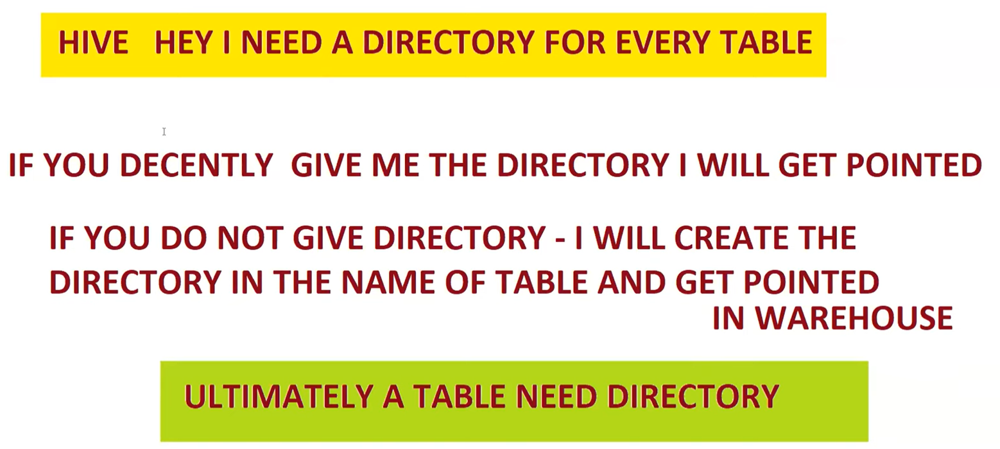 HIVE HEY I NEED A DIRECTORY FOR EVERY TABLE
IF YOU DECENTLY GIVE ME THE DIRECTORY I WILL GET POINTED
IF YOU DO NOT GIVE DIRECTORY - I WILL CREATE THE
DIRECTORY IN THE NAME OF TABLE AND GET POINTED
IN WAREHOUSE
ULTIMATELY A TABLE NEED DIRECTORY